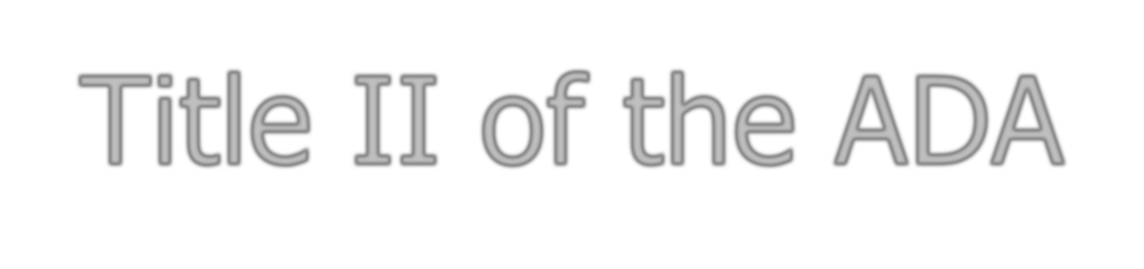 Title II of the ADA